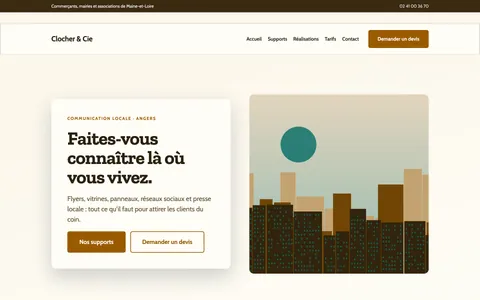 Commerçants, mairies et associations de Maine-et-Loire
02 41 00 36 70
Clocher & Cie
Accueil
Supports
Réalisations
Tarifs
Contact
Demander un devis
COMMUNICATION LOCALE · ANGERS
Faites-vous
connaître là où
vous vivez.
Flyers, vitrines, panneaux, réseaux sociaux et presse
locale : tout ce qu'il faut pour attirer les clients du
coin.
Nos supports
Demander un devis